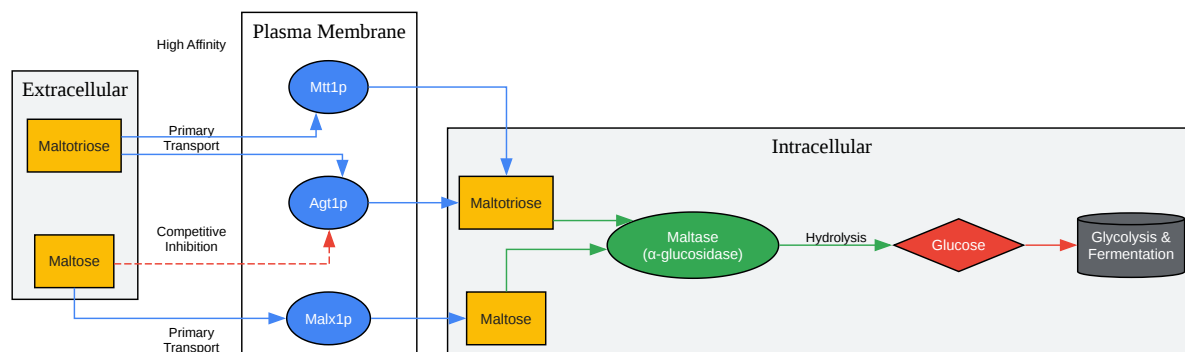 High Affinity
Plasma Membrane
Extracellular
Mtt1p
Maltotriose
Primary
Transport
Intracellular
Agt1p
Maltotriose
Competitive
Inhibition
Maltose
Maltase
(α-glucosidase)
Hydrolysis
Glucose
Glycolysis &
Fermentation
Malx1p
Maltose
Primary
Transport